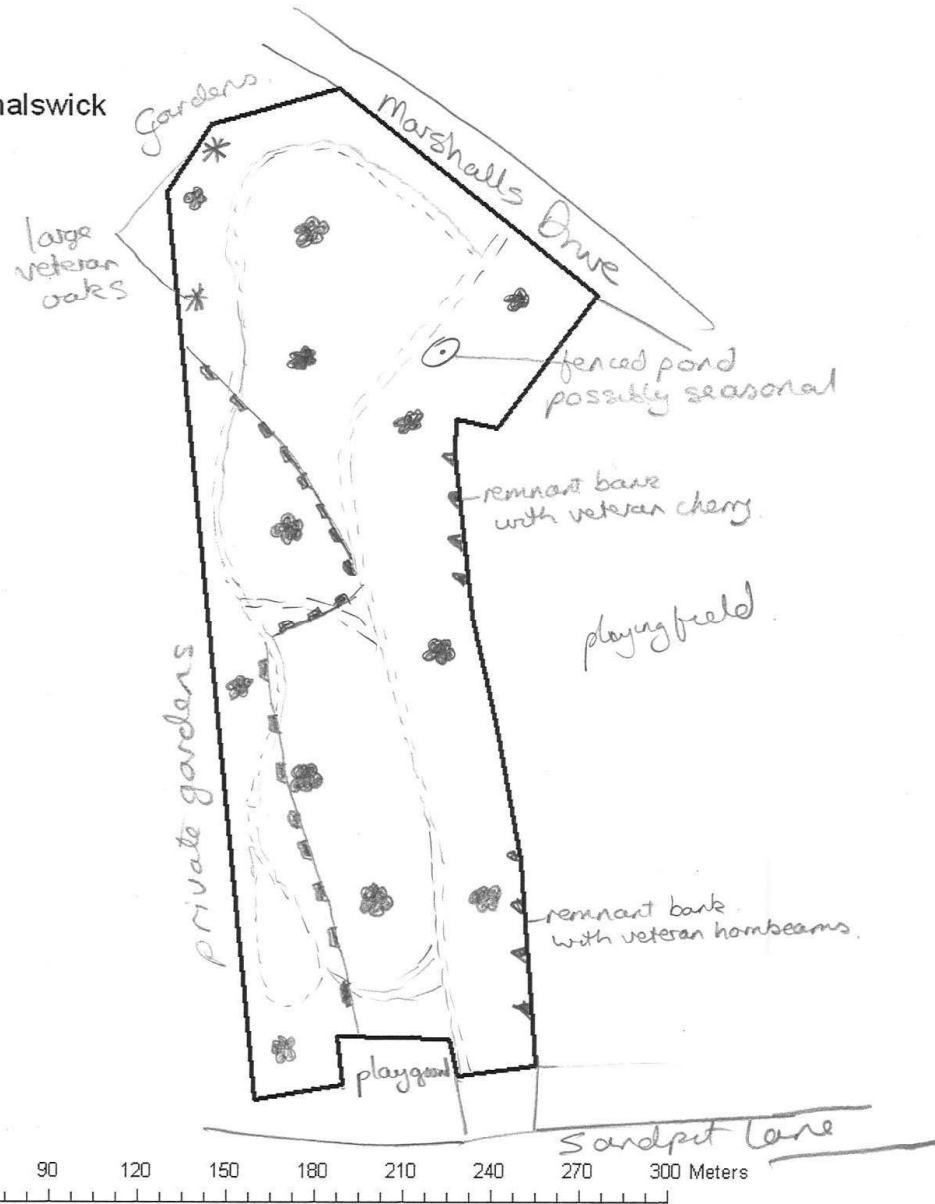 nalswick
Gardens.
Marshalls Drive
large
veteran
oaks
fenced pond
possibly seasonal
remnant bank
with veteran cherry.
playing field
private gardens
remnant bank
with veteran hornbeams.
playground
Sandpit Lane
90 120 150 180 210 240 270 300 Meters